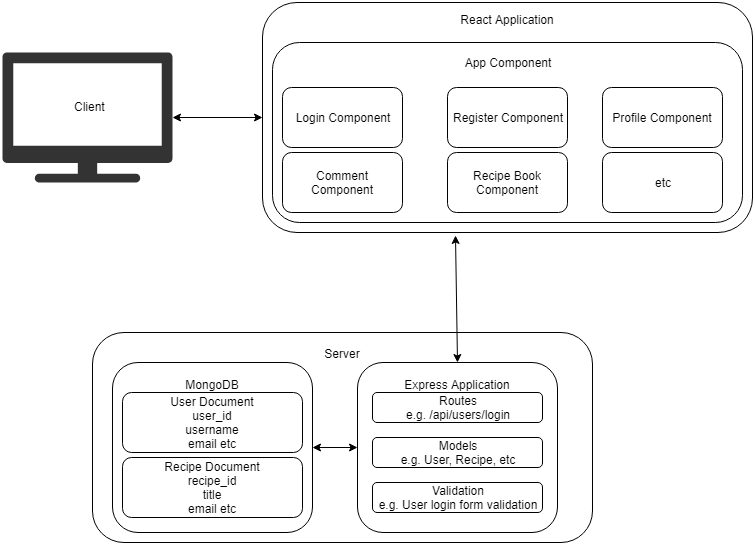 React Application
App Component
Client
Login Component
Register Component
Profile Component
Comment
Component
Recipe Book
Component
etc
Server
MongoDB
User Document
user_id
username
email etc
Recipe Document
recipe_id
title
email etc
Express Application
Routes
e.g. /api/users/login
Models
e.g. User, Recipe, etc
Validation
e.g. User login form validation